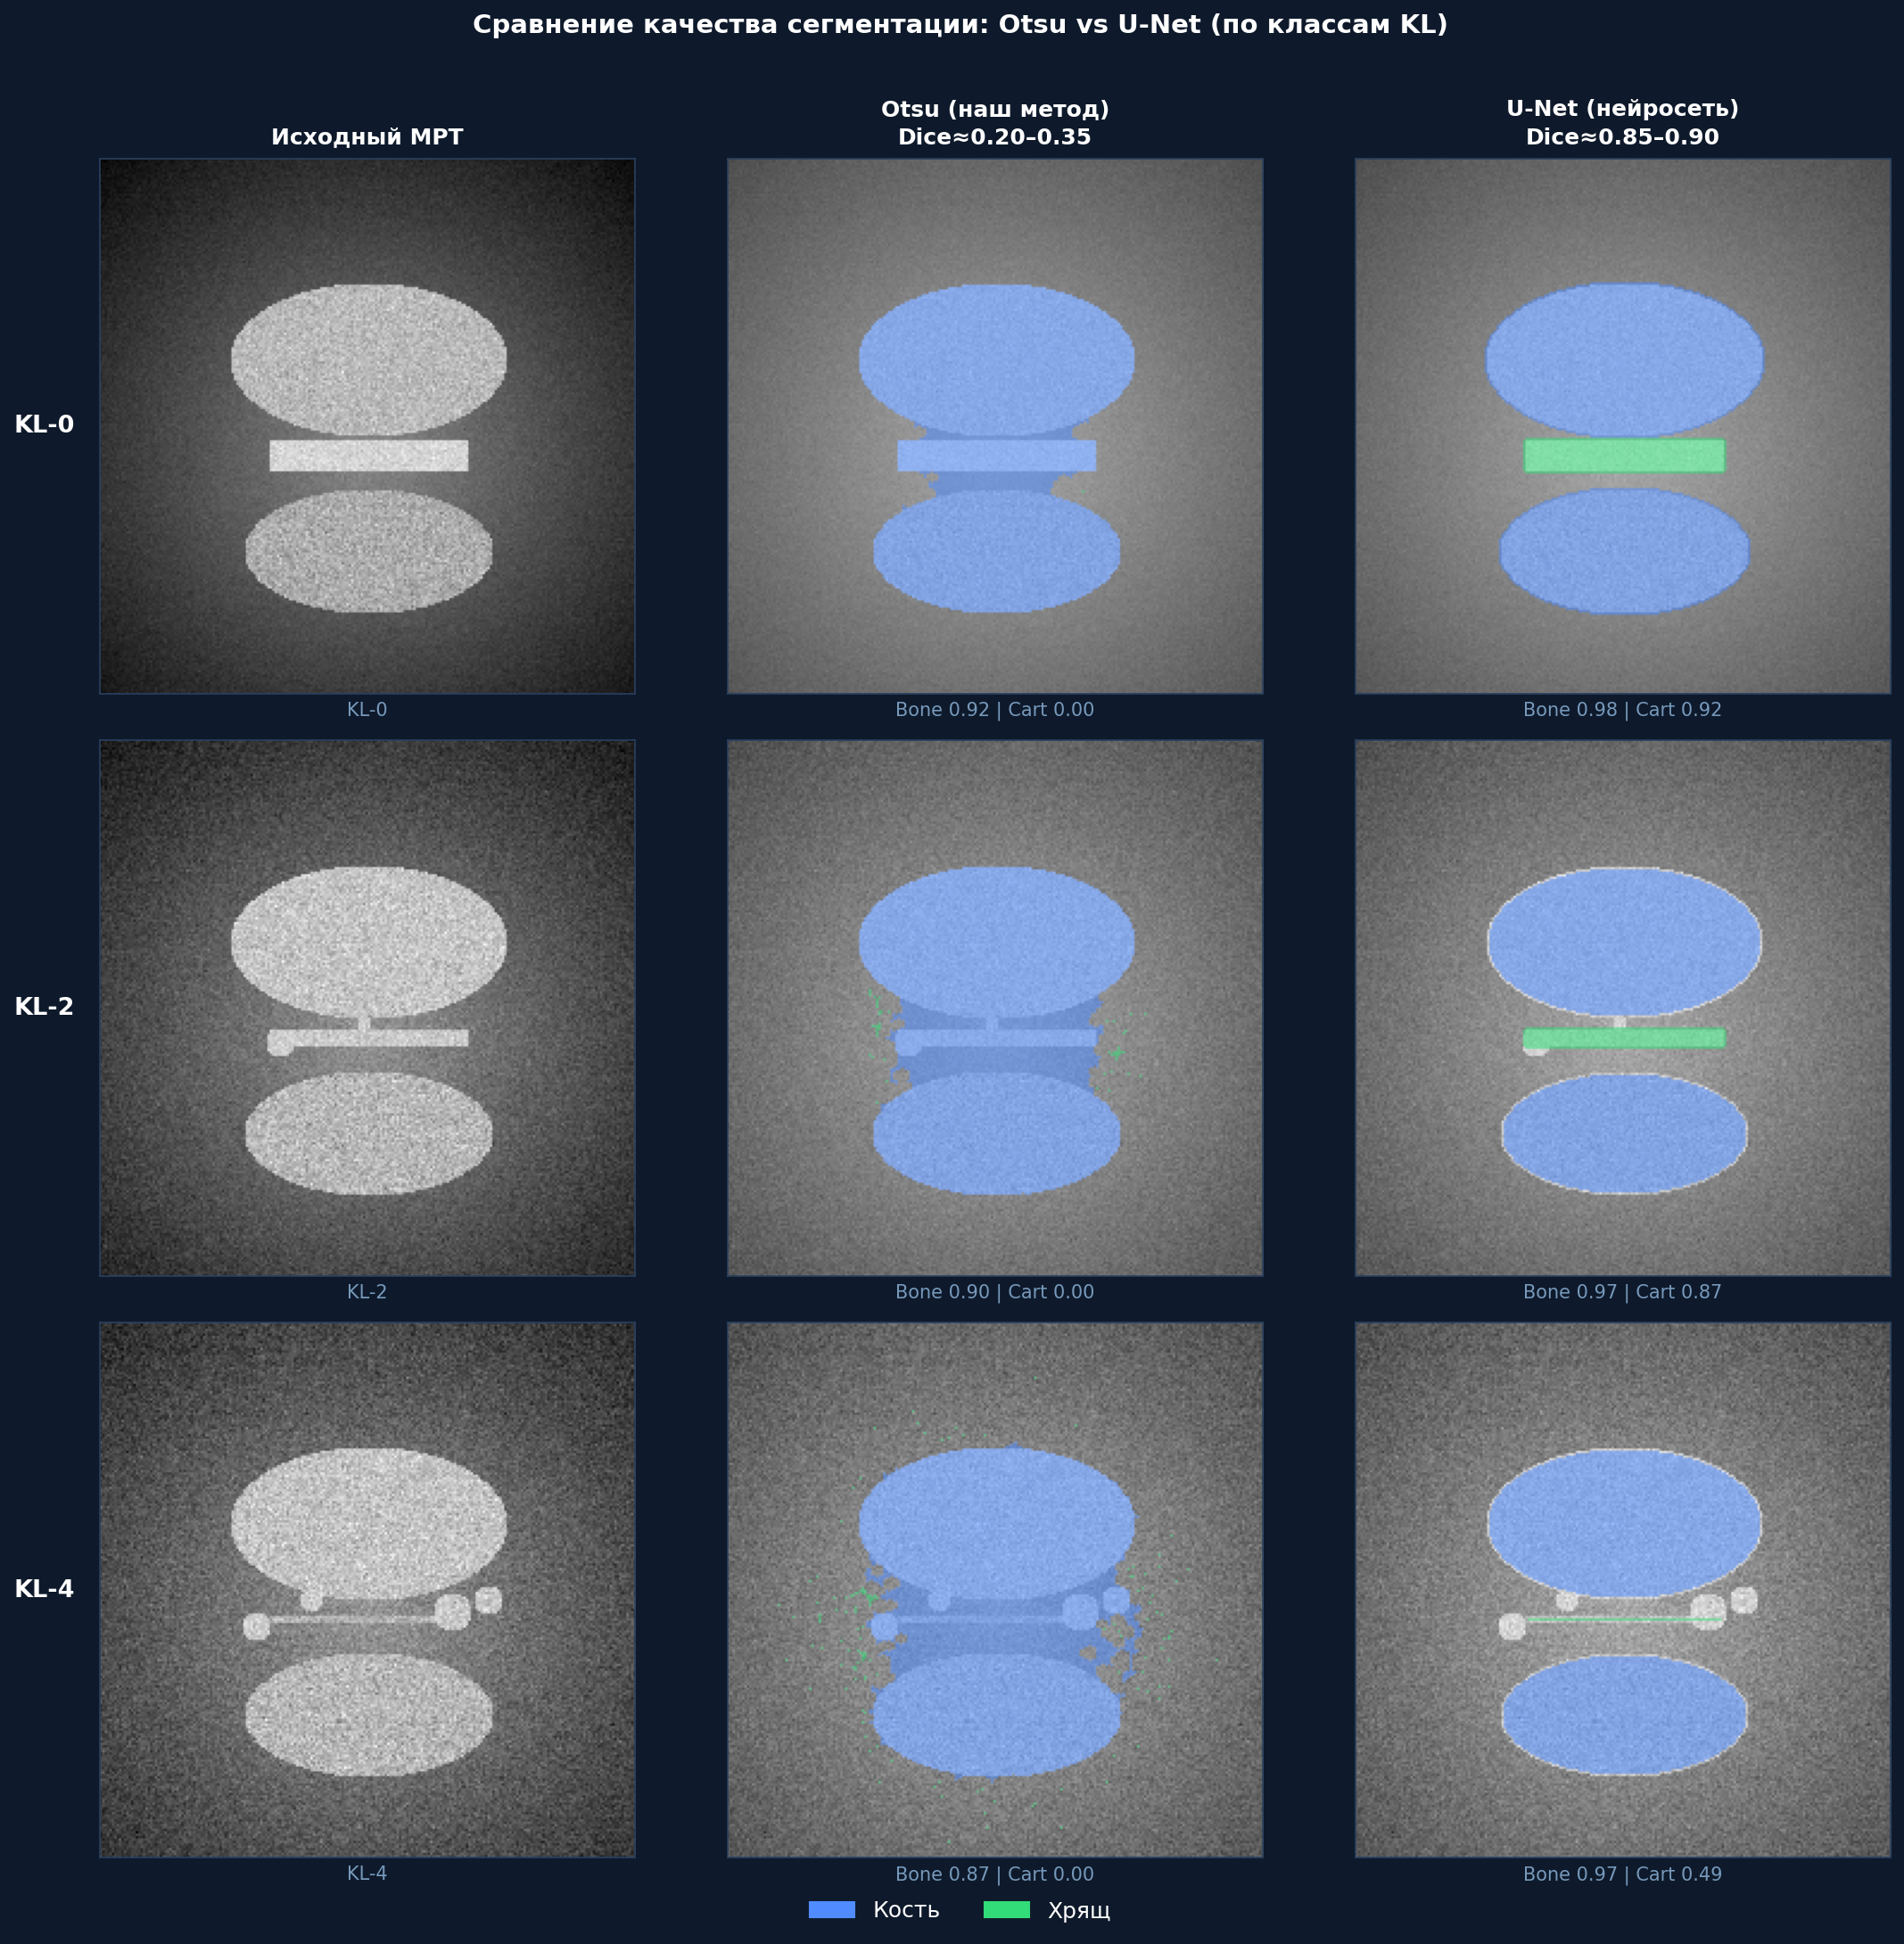 Сравнение качества сегментации: Otsu vs U-Net (по классам KL)
Исходный МРТ
Otsu (наш метод)
Dice≈0.20–0.35
U-Net (нейросеть)
Dice≈0.85–0.90
KL-0
KL-0
Bone 0.92 | Cart 0.00
Bone 0.98 | Cart 0.92
KL-2
KL-2
Bone 0.90 | Cart 0.00
Bone 0.97 | Cart 0.87
KL-4
KL-4
Bone 0.87 | Cart 0.00
Bone 0.97 | Cart 0.49
Кость
Хрящ